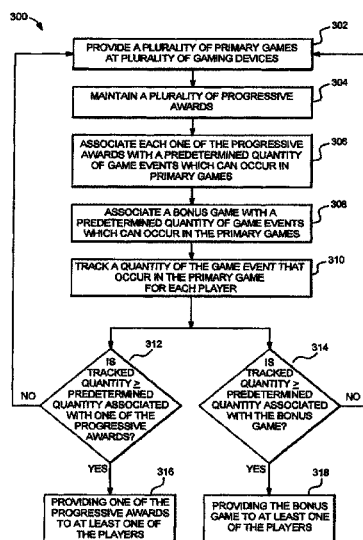 300
302
PROVIDE A PLURALITY OF PRIMARY GAMES
AT PLURALITY OF GAMING DEVICES
304
MAINTAIN A PLURALITY OF PROGRESSIVE
AWARDS
306
ASSOCIATE EACH ONE OF THE PROGRESSIVE
AWARDS WITH A PREDETERMINED QUANTITY
OF GAME EVENTS WHICH CAN OCCUR IN
PRIMARY GAMES
308
ASSOCIATE A BONUS GAME WITH A
PREDETERMINED QUANTITY OF GAME EVENTS
WHICH CAN OCCUR IN THE PRIMARY GAMES
310
TRACK A QUANTITY OF THE GAME EVENT THAT
OCCUR IN THE PRIMARY GAME
FOR EACH PLAYER
312
IS
TRACKED
QUANTITY ≥
PREDETERMINED
QUANTITY ASSOCIATED
WITH ONE OF THE
PROGRESSIVE
AWARDS?
NO
YES
314
IS
TRACKED
QUANTITY ≥
PREDETERMINED
QUANTITY ASSOCIATED
WITH THE BONUS
GAME?
NO
YES
316
PROVIDING ONE OF THE
PROGRESSIVE AWARDS
TO AT LEAST ONE OF
THE PLAYERS
318
PROVIDING THE BONUS
GAME TO AT LEAST ONE
OF THE PLAYERS